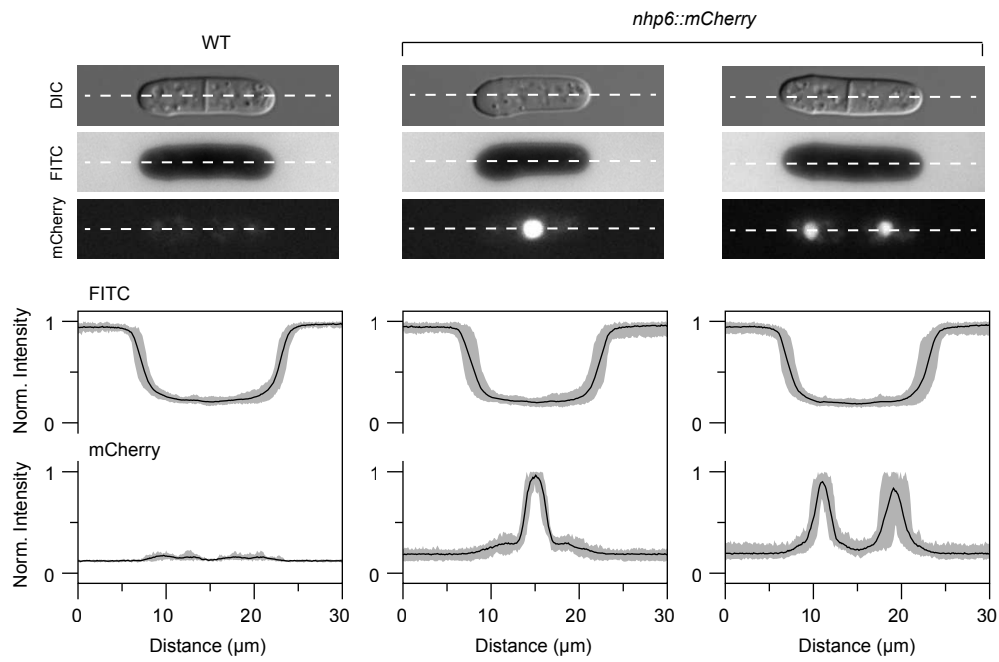 nhp6::mCherry
WT
DIC
FITC
mCherry
FITC
Norm. Intensity
1
0
mCherry
Norm. Intensity
1
0
0 10 20 30
Distance (µm)
1
0
1
0
0 10 20 30
Distance (µm)
1
0
1
0
0 10 20 30
Distance (µm)